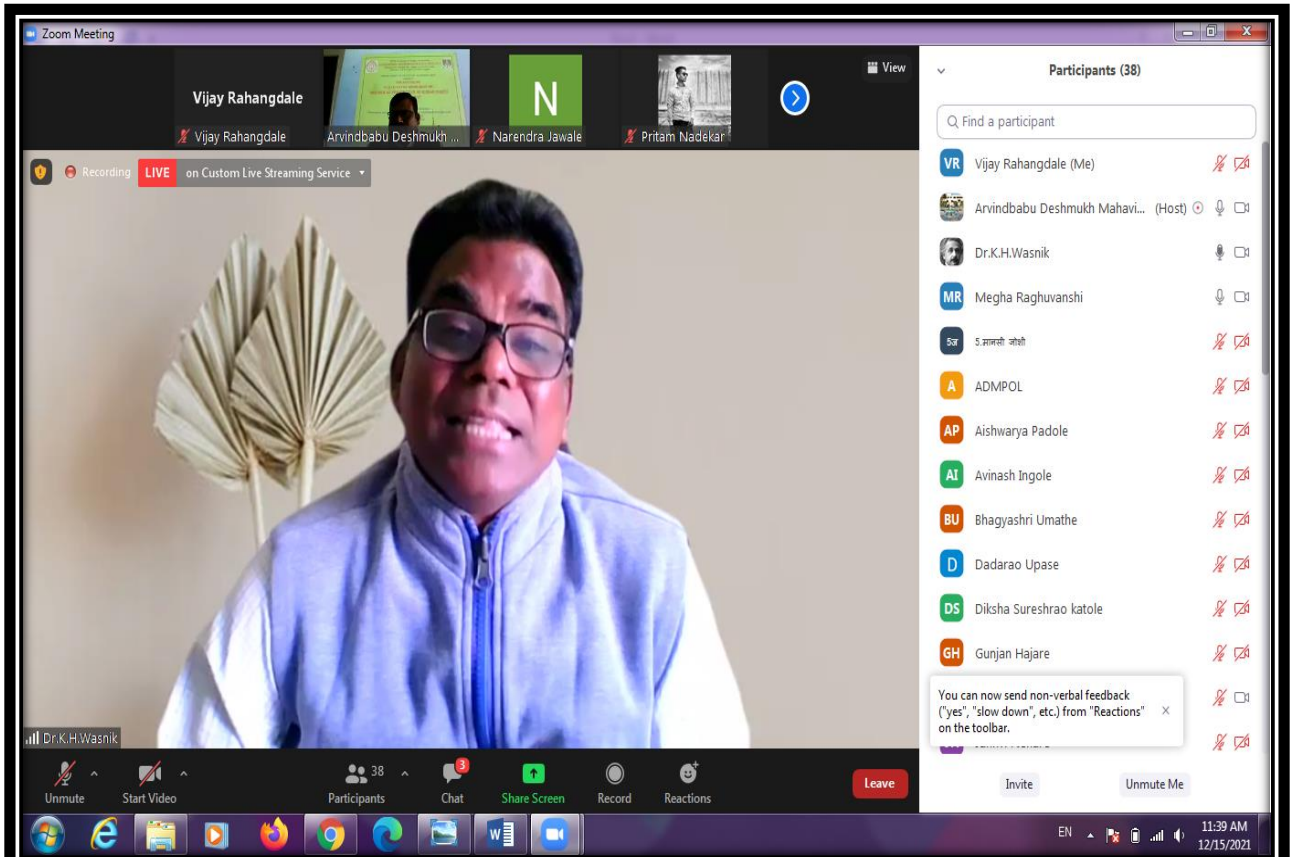 Zoom Meeting
Vijay Rahangdale
Vijay Rahangdale
Arvindbabu Deshmukh ...
N
Narendra Jawale
Pritam Nadekar
View
Recording
LIVE
on Custom Live Streaming Service
Dr.K.H.Wasnik
Unmute
Start Video
38
Participants
3
Chat
Share Screen
Record
Reactions
Leave
Participants (38)
Find a participant
VR Vijay Rahangdale (Me)
Arvindbabu Deshmukh Mahavi... (Host)
Dr.K.H.Wasnik
MR Megha Raghuvanshi
5ज 5.मानसी जोशी
A ADMPOL
AP Aishwarya Padole
AI Avinash Ingole
BU Bhagyashri Umathe
D Dadarao Upase
DS Diksha Sureshrao katole
GH Gunjan Hajare
You can now send non-verbal feedback
("yes", "slow down", etc.) from "Reactions"
on the toolbar.
Invite
Unmute Me
EN
11:39 AM
12/15/2021